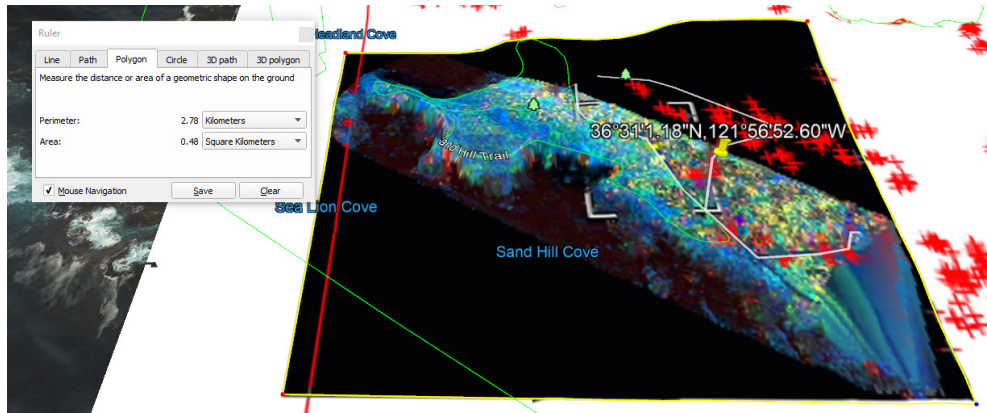 Ruler
Headland Cove
Line Path Polygon Circle 3D path 3D polygon
Measure the distance or area of a geometric shape on the ground
Perimeter: 2.78 Kilometers
Area: 0.48 Square Kilometers
Mouse Navigation Save Clear
36°31'1.18"N,121°56'52.60"W
Hill Trail
Sea Lion Cove
Sand Hill Cove